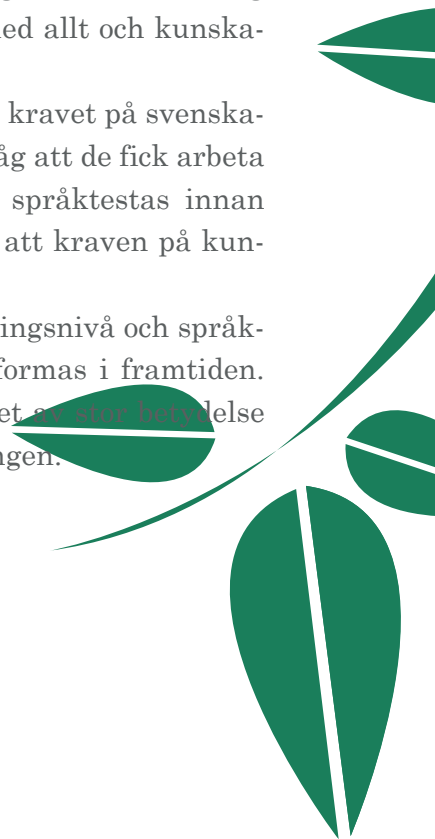 ed allt och kunska-
kravet på svenska-
åg att de fick arbeta
språktestas innan
att kraven på kun-
ingsnivå och språk-
formas i framtiden.
et av stor betydelse
ngen.